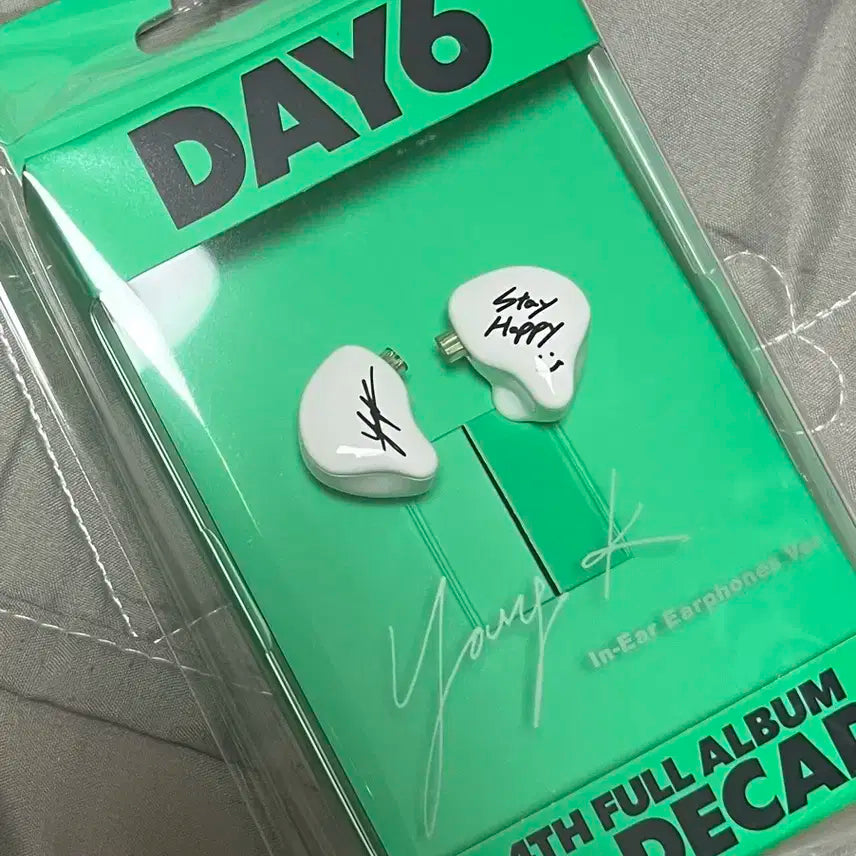 DAY6
Stay
Happy
Young K
In-Ear Earphones Ver
4TH FULL ALBUM